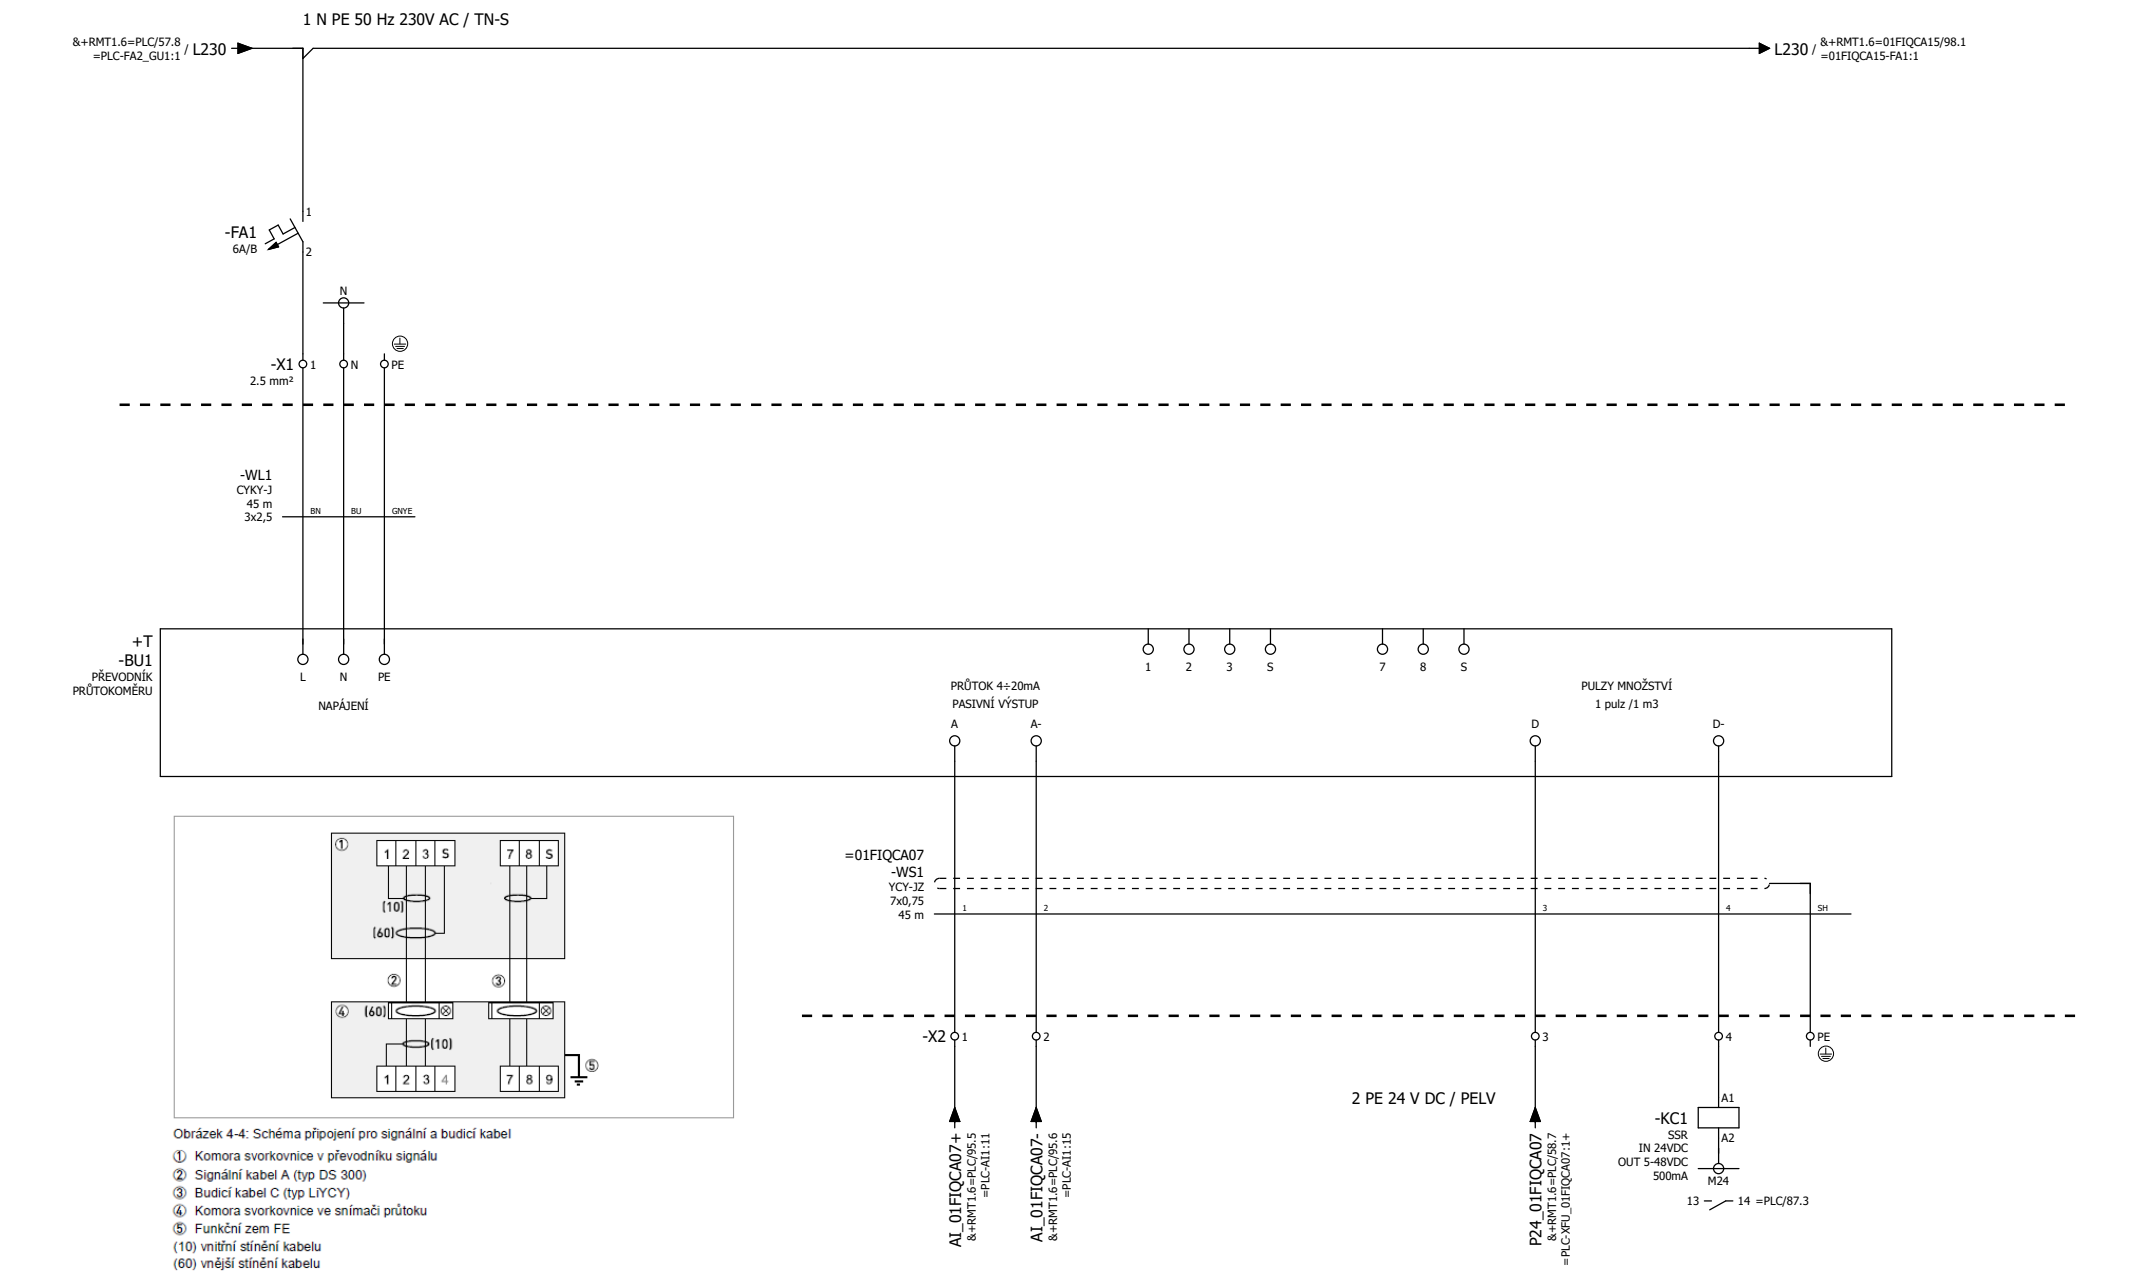 1 N PE 50 Hz 230V AC / TN-S
&+RMT1.6=PLC/57.8
=PLC-FA2_GU1:1
/ L230
L230 /
&+RMT1.6=01FIQCA15/98.1
=01FIQCA15-FA1:1
1
-FA1
6A/B
2
N
-X1
2.5 mm²
1
N
PE
-WL1
CYKY-J
45 m
3x2,5
BN
BU
GNYE
+T
-BU1
PŘEVODNÍK
PRŮTOKOMĚRU
L
N
PE
NAPÁJENÍ
1
2
3
S
7
8
S
PRŮTOK 4÷20mA
PASIVNÍ VÝSTUP
A
A-
PULZY MNOŽSTVÍ
1 pulz /1 m3
D
D-
=01FIQCA07
-WS1
YCY-JZ
7x0,75
45 m
1
2
3
4
SH
①
1 2 3 S
7 8 S
(10)
(60)
②
③
④
(60)
(10)
1 2 3 4
7 8 9
⑤
-X2
1
2
3
4
PE
2 PE 24 V DC / PELV
AI_01FIQCA07+
&+RMT1.6=PLC/95.5
=PLC-AI1:11
AI_01FIQCA07-
&+RMT1.6=PLC/95.6
=PLC-AI1:15
P24_01FIQCA07
&+RMT1.6=PLC/58.7
=PLC-XFU_01FIQCA07:1+
-KC1
SSR
IN 24VDC
OUT 5-48VDC
500mA
A1
A2
M24
13
14 =PLC/87.3
Obrázek 4-4: Schéma připojení pro signální a budicí kabel
① Komora svorkovnice v převodníku signálu
② Signální kabel A (typ DS 300)
③ Budicí kabel C (typ LiYCY)
④ Komora svorkovnice ve snímači průtoku
⑤ Funkční zem FE
(10) vnitřní stínění kabelu
(60) vnější stínění kabelu